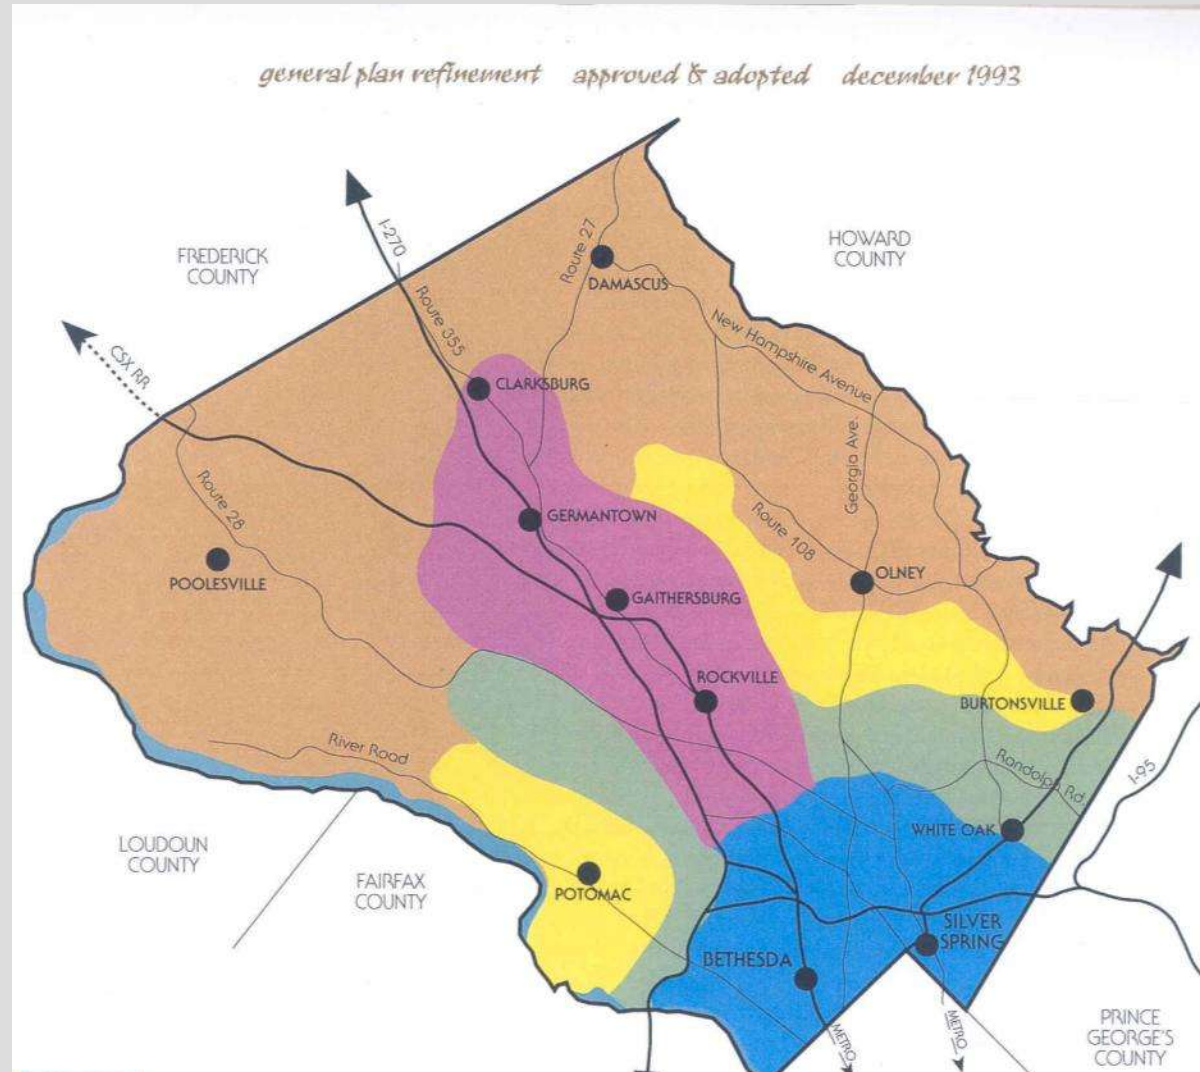 general plan refinement approved & adopted december 1993
I-270
FREDERICK
COUNTY
Route 27
HOWARD
COUNTY
DAMASCUS
CSX RR
Route 355
New Hampshire Avenue
CLARKSBURG
Georgia Ave.
Route 28
GERMANTOWN
Route 108
POOLESVILLE
OLNEY
GAITHERSBURG
ROCKVILLE
BURTONSVILLE
River Road
Randolph Rd.
I-95
WHITE OAK
LOUDOUN
COUNTY
FAIRFAX
COUNTY
POTOMAC
SILVER
SPRING
BETHESDA
METRO
METRO
PRINCE
GEORGE'S
COUNTY